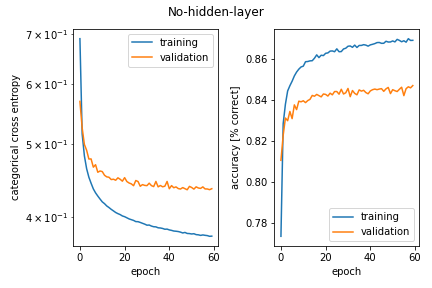 No-hidden-layer
7 × 10⁻¹
6 × 10⁻¹
5 × 10⁻¹
4 × 10⁻¹
categorical cross entropy
0 20 40 60
epoch
training
validation
0.86
0.84
0.82
0.80
0.78
accuracy [% correct]
0 20 40 60
epoch
training
validation